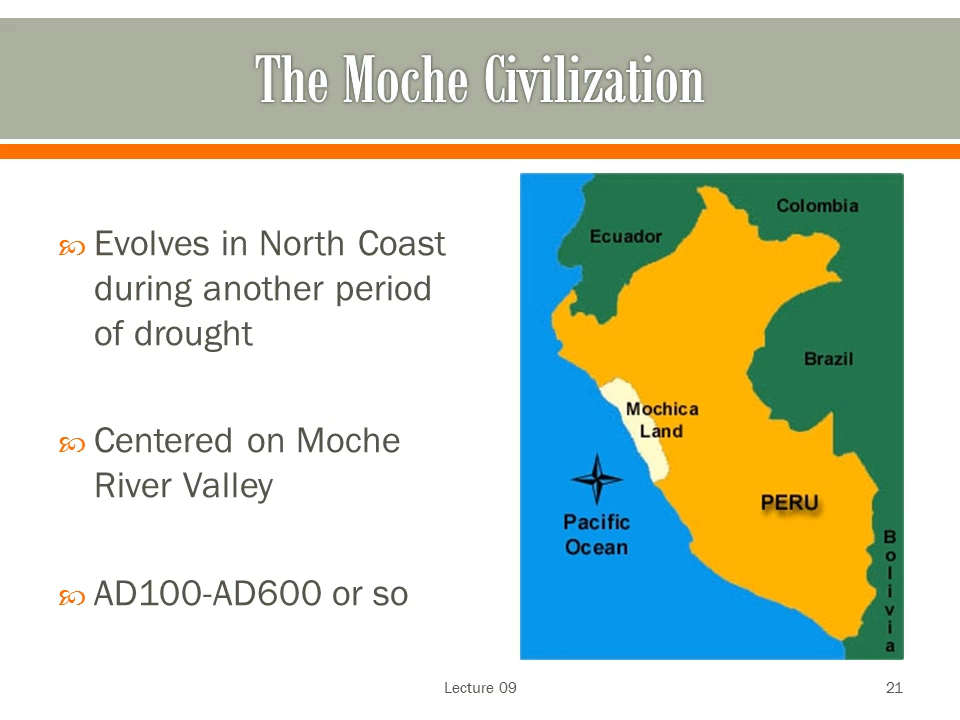 The Moche Civilization
Evolves in North Coast
during another period
of drought
Centered on Moche
River Valley
AD100-AD600 or so
Colombia
Ecuador
Brazil
Mochica
Land
PERU
Pacific
Ocean
Bolivia
Lecture 09
21